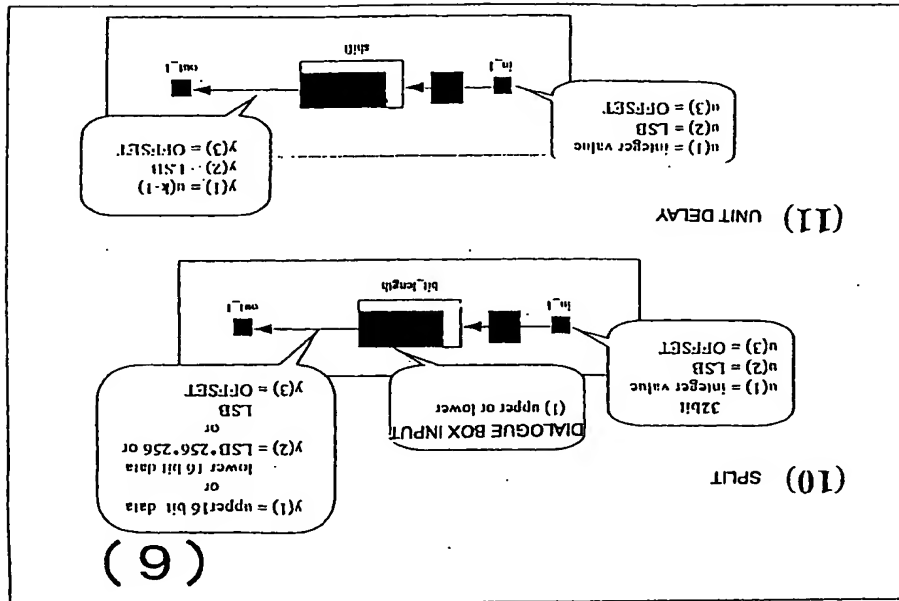 ( 6 )
(10) SPLIT
32bit
u(1) = integer value
u(2) = LSB
u(3) = OFFSET
DIALOGUE BOX INPUT
(1) upper or lower
y(1) = upper16 bit data
or
lower 16 bit data
y(2) = LSB*256*256 or
or
LSB
y(3) = OFFSET
in_1
bit_length
out_1
(11) UNIT DELAY
u(1) = integer value
u(2) = LSB
u(3) = OFFSET
y(1) = u(k-1)
y(2) = LSB
y(3) = OFFSET
in_1
shift
out_1